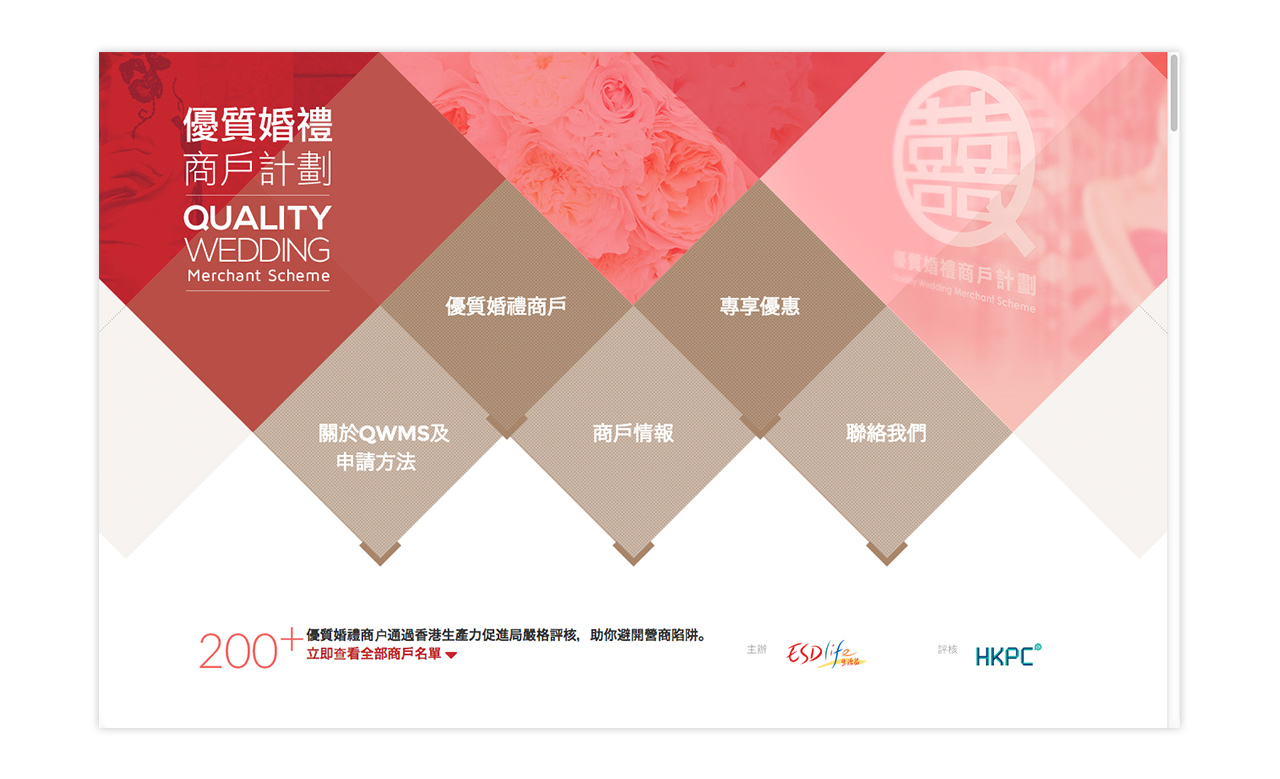 優質婚禮
商戶計劃
QUALITY
WEDDING
Merchant Scheme
囍
優質婚禮商戶計劃
Quality Wedding Merchant Scheme
優質婚禮商戶
專享優惠
關於QWMS及
申請方法
商戶情報
聯絡我們
200+
優質婚禮商户通過香港生產力促進局嚴格評核，助你避開營商陷阱。
立即查看全部商戶名單
主辦
ESDlife
生活易
評核
HKPC